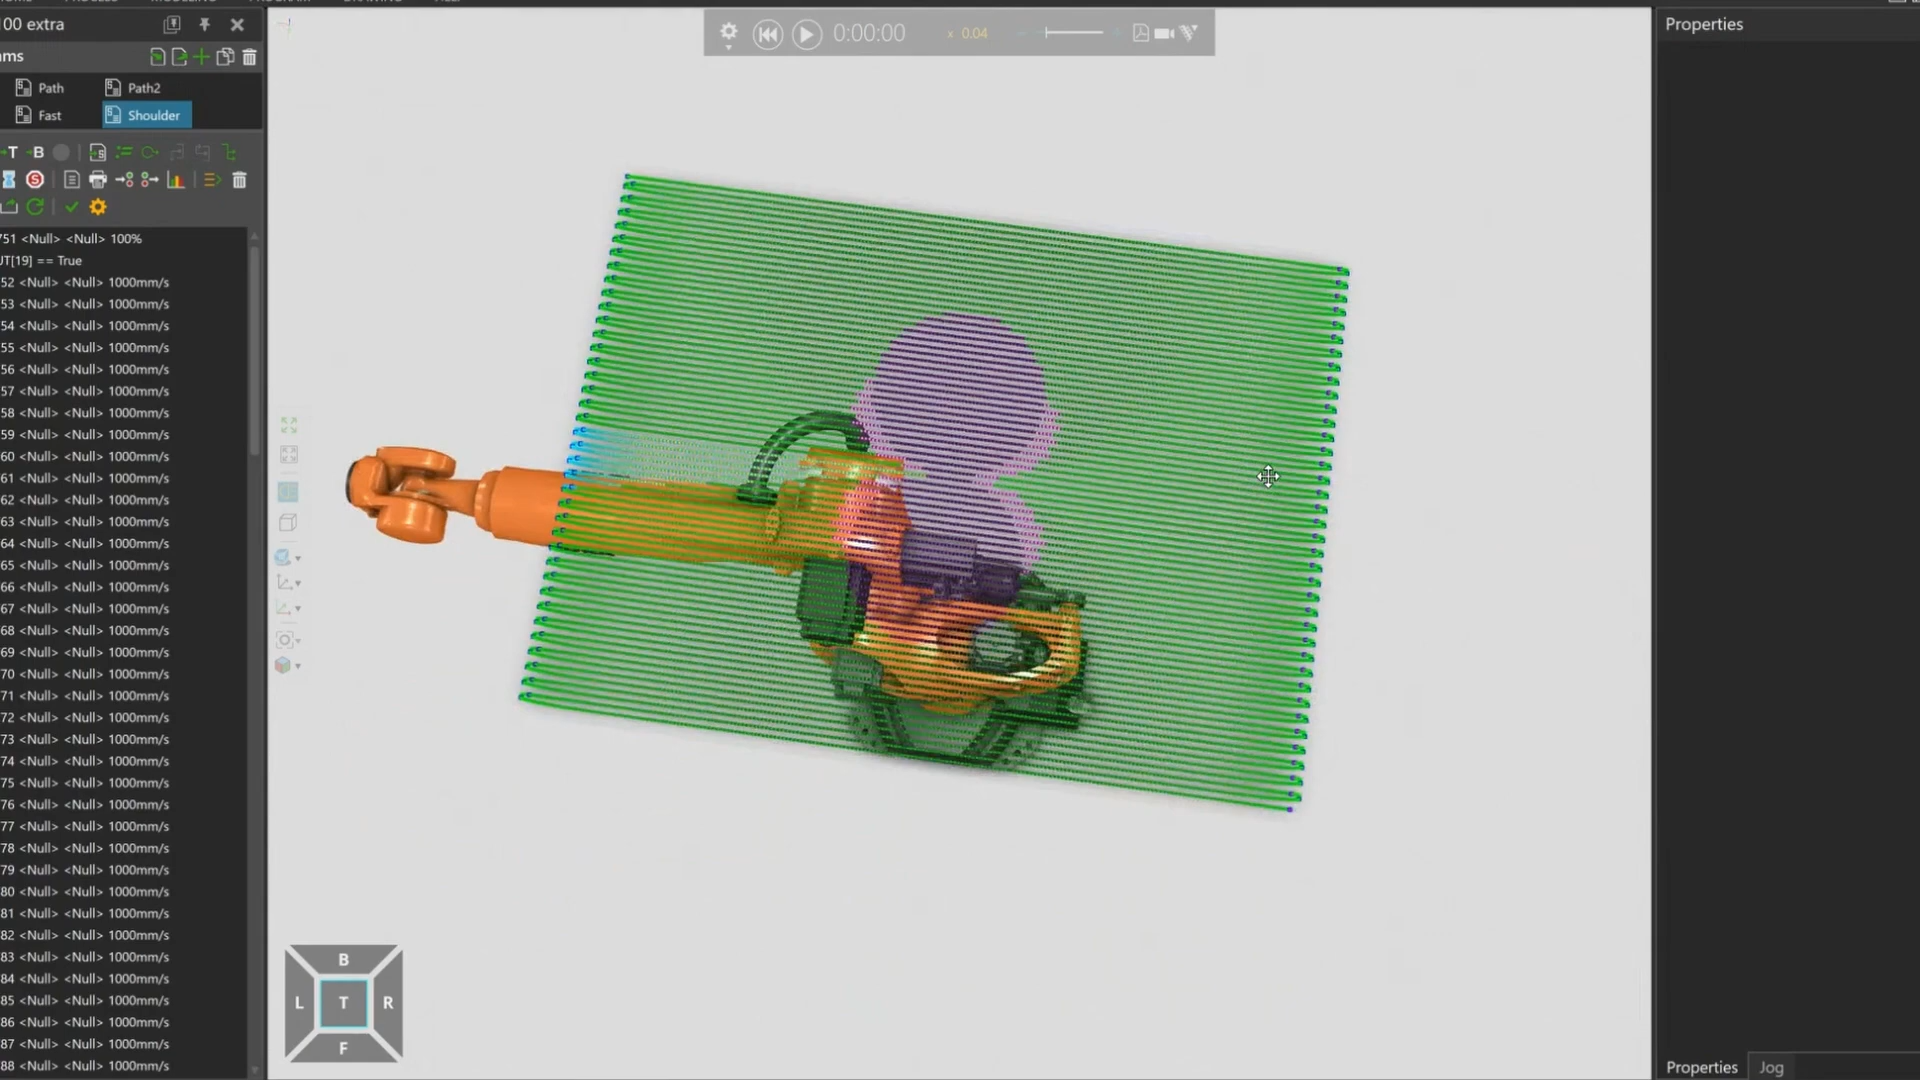 00 extra
ams
Path
Path2
Fast
Shoulder
T
B
751 <Null> <Null> 100%
UT[19] == True
52 <Null> <Null> 1000mm/s
53 <Null> <Null> 1000mm/s
54 <Null> <Null> 1000mm/s
55 <Null> <Null> 1000mm/s
56 <Null> <Null> 1000mm/s
57 <Null> <Null> 1000mm/s
58 <Null> <Null> 1000mm/s
59 <Null> <Null> 1000mm/s
60 <Null> <Null> 1000mm/s
61 <Null> <Null> 1000mm/s
62 <Null> <Null> 1000mm/s
63 <Null> <Null> 1000mm/s
64 <Null> <Null> 1000mm/s
65 <Null> <Null> 1000mm/s
66 <Null> <Null> 1000mm/s
67 <Null> <Null> 1000mm/s
68 <Null> <Null> 1000mm/s
69 <Null> <Null> 1000mm/s
70 <Null> <Null> 1000mm/s
71 <Null> <Null> 1000mm/s
72 <Null> <Null> 1000mm/s
73 <Null> <Null> 1000mm/s
74 <Null> <Null> 1000mm/s
75 <Null> <Null> 1000mm/s
76 <Null> <Null> 1000mm/s
77 <Null> <Null> 1000mm/s
78 <Null> <Null> 1000mm/s
79 <Null> <Null> 1000mm/s
80 <Null> <Null> 1000mm/s
81 <Null> <Null> 1000mm/s
82 <Null> <Null> 1000mm/s
83 <Null> <Null> 1000mm/s
84 <Null> <Null> 1000mm/s
85 <Null> <Null> 1000mm/s
86 <Null> <Null> 1000mm/s
87 <Null> <Null> 1000mm/s
88 <Null> <Null> 1000mm/s
0:00:00
x 0.04
B
L T R
F
Properties
Properties
Jog